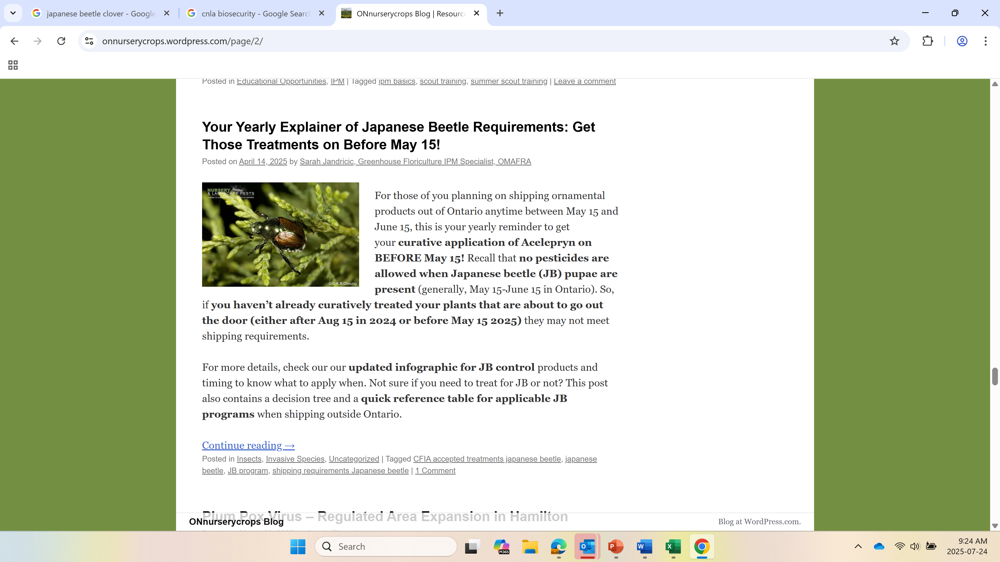 japanese beetle clover - Google
cnla biosecurity - Google Search
ONnurserycrops Blog | Resource
onnurserycrops.wordpress.com/page/2/
Posted in Educational Opportunities, IPM | Tagged ipm basics, scout training, summer scout training | Leave a comment
Your Yearly Explainer of Japanese Beetle Requirements: Get
Those Treatments on Before May 15!
Posted on April 14, 2025 by Sarah Jandricic, Greenhouse Floriculture IPM Specialist, OMAFRA
NURSERY
& LANDSCAPE PESTS
© D.K.B Cheung
For those of you planning on shipping ornamental
products out of Ontario anytime between May 15 and
June 15, this is your yearly reminder to get
your curative application of Acelepryn on
BEFORE May 15! Recall that no pesticides are
allowed when Japanese beetle (JB) pupae are
present (generally, May 15-June 15 in Ontario). So,
if you haven’t already curatively treated your plants that are about to go out
the door (either after Aug 15 in 2024 or before May 15 2025) they may not meet
shipping requirements.
For more details, check our our updated infographic for JB control products and
timing to know what to apply when. Not sure if you need to treat for JB or not? This post
also contains a decision tree and a quick reference table for applicable JB
programs when shipping outside Ontario.
Continue reading →
Posted in Insects, Invasive Species, Uncategorized | Tagged CFIA accepted treatments japanese beetle, japanese
beetle, JB program, shipping requirements Japanese beetle | 1 Comment
Plum Pox Virus – Regulated Area Expansion in Hamilton
ONnurserycrops Blog
Blog at WordPress.com.
Search
M365
O
P
W
X
9:24 AM
2025-07-24